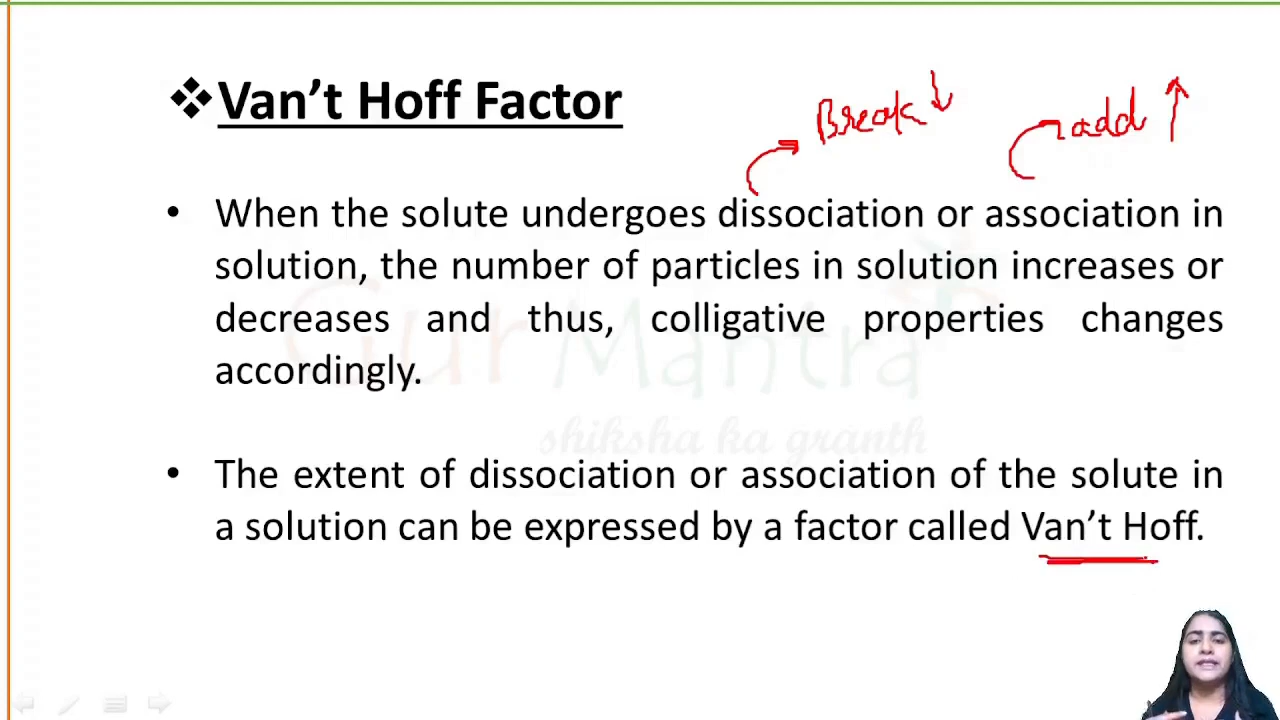 ❖Van’t Hoff Factor
Break ↓
add ↑
• When the solute undergoes dissociation or association in
solution, the number of particles in solution increases or
decreases and thus, colligative properties changes
accordingly.
Gur Mantra
shiksha ka granth
• The extent of dissociation or association of the solute in
a solution can be expressed by a factor called Van’t Hoff.